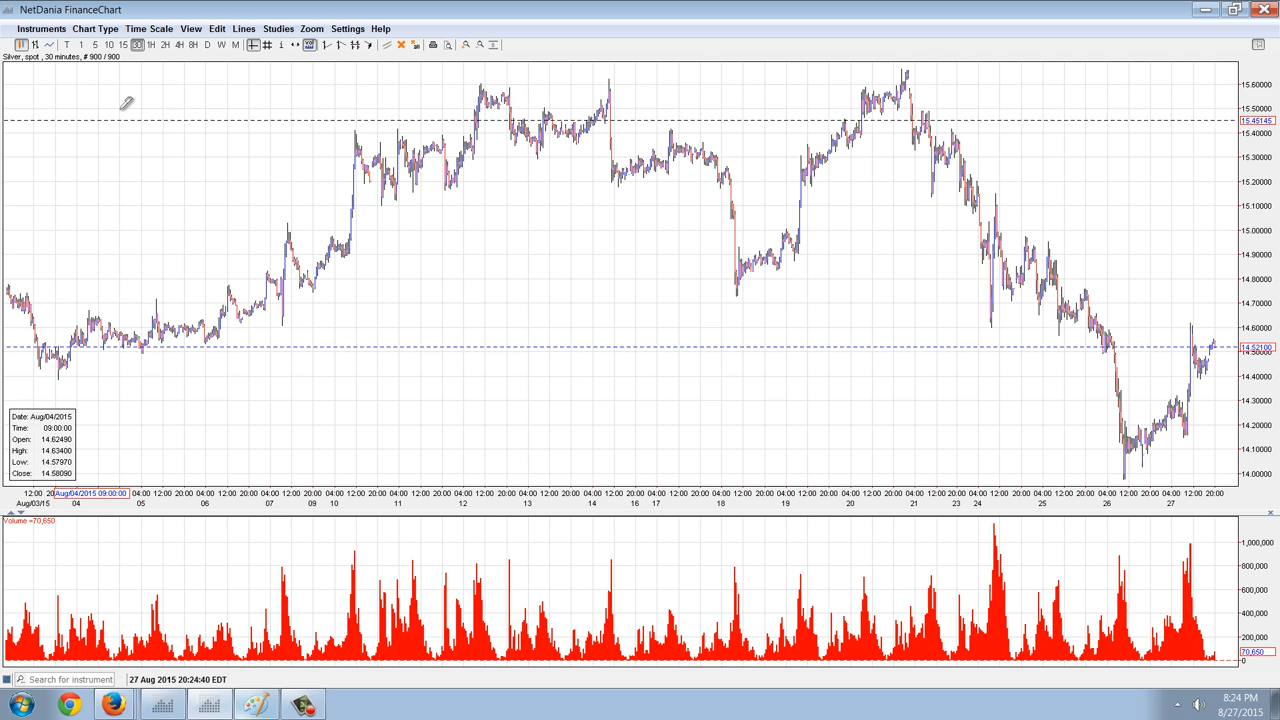 NetDania FinanceChart
Instruments Chart Type Time Scale View Edit Lines Studies Zoom Settings Help
T 1 5 10 15 30 1H 2H 4H 8H D W M
Silver, spot , 30 minutes, # 900 / 900
15.60000
15.50000
15.45145
15.40000
15.30000
15.20000
15.10000
15.00000
14.90000
14.80000
14.70000
14.60000
14.52100
14.50000
14.40000
14.30000
14.20000
14.10000
14.00000
Date: Aug/04/2015
Time: 09:00:00
Open: 14.62490
High: 14.63400
Low: 14.57970
Close: 14.58090
12:00 20 Aug/04/2015 09:00:00 04:00 12:00 20:00 04:00 12:00 20:00 04:00 12:00 20:00 04:00 12:00 20:00 04:00 12:00 20:00 04:00 12:00 20:00 04:00 12:00 20:00 04:00 12:00 20:00 04:00 12:00 20:00 04:00 12:00 20:00 04:00 12:00 20:00 04:00 12:00 20:00 04:00 12:00 20:00 04:00 12:00 20:00 04:00 12:00 20:00 04:00 12:00 20:00 04:00 12:00 20:00
Aug/03/15 04 05 06 07 09 10 11 12 13 14 16 17 18 19 20 21 23 24 25 26 27
Volume =70,650
1,000,000
800,000
600,000
400,000
200,000
70,650
0
Search for instrument 27 Aug 2015 20:24:40 EDT
8:24 PM
8/27/2015